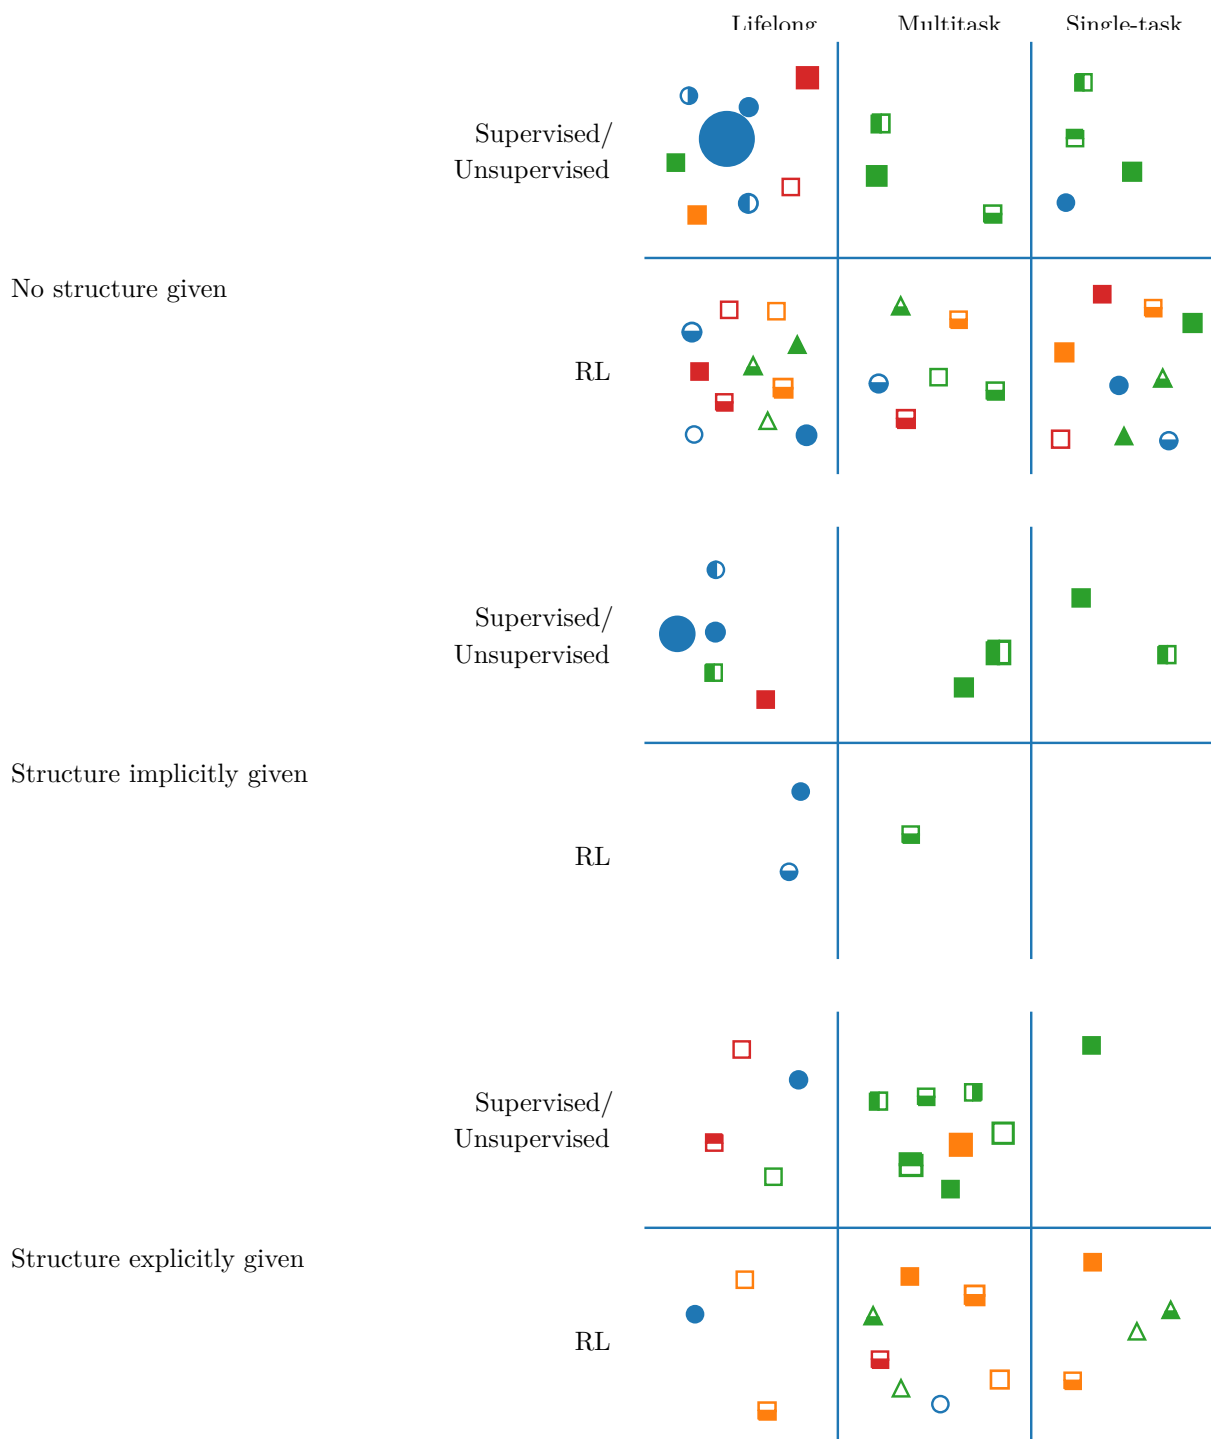 Lifelong Multitask Single-task
Supervised/
Unsupervised
No structure given
RL
Supervised/
Unsupervised
Structure implicitly given
RL
Supervised/
Unsupervised
Structure explicitly given
RL